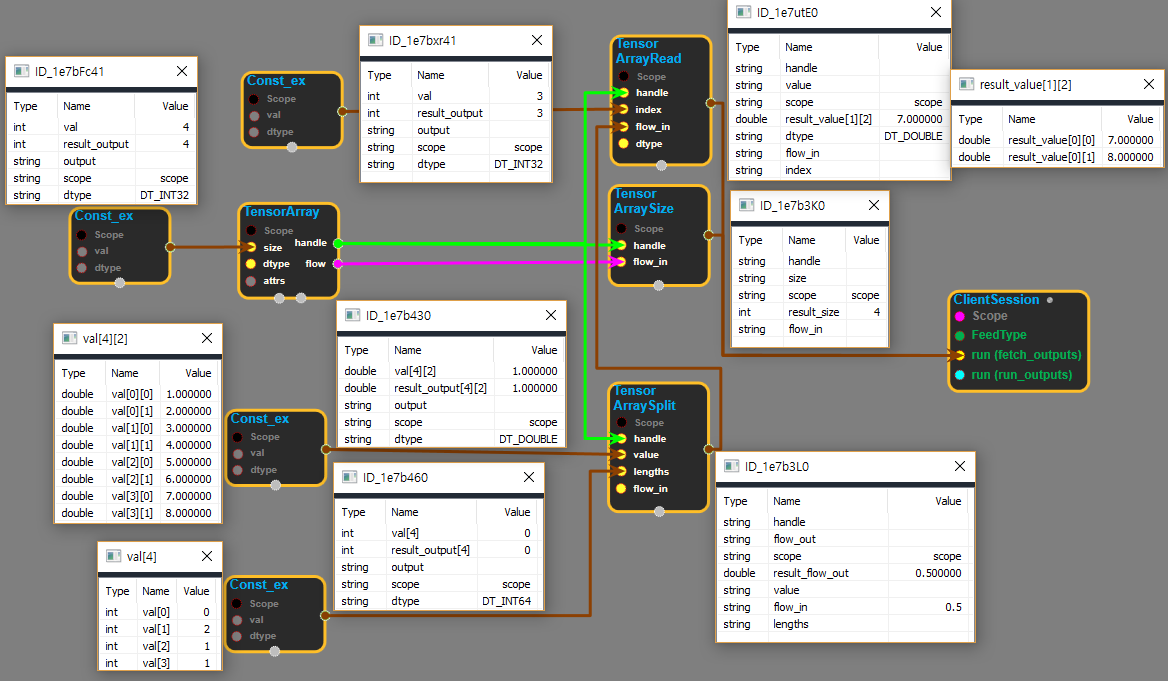 ID_1e7bFc41
Type Name Value
int val 4
int result_output 4
string output
string scope scope
string dtype DT_INT32
Const_ex
Scope
val
dtype
ID_1e7bxr41
Type Name Value
int val 3
int result_output 3
string output
string scope scope
string dtype DT_INT32
Tensor
ArrayRead
Scope
handle
index
flow_in
dtype
ID_1e7utE0
Type Name Value
string handle
string value
string scope scope
double result_value[1][2] 7.000000
string dtype DT_DOUBLE
string flow_in
string index
result_value[1][2]
Type Name Value
double result_value[0][0] 7.000000
double result_value[0][1] 8.000000
Const_ex
Scope
val
dtype
TensorArray
Scope
size
dtype
attrs
handle
flow
Tensor
ArraySize
Scope
handle
flow_in
ID_1e7b3K0
Type Name Value
string handle
string size
string scope scope
int result_size 4
string flow_in
ClientSession
Scope
FeedType
run (fetch_outputs)
run (run_outputs)
val[4][2]
Type Name Value
double val[0][0] 1.000000
double val[0][1] 2.000000
double val[1][0] 3.000000
double val[1][1] 4.000000
double val[2][0] 5.000000
double val[2][1] 6.000000
double val[3][0] 7.000000
double val[3][1] 8.000000
Const_ex
Scope
val
dtype
ID_1e7b430
Type Name Value
double val[4][2] 1.000000
double result_output[4][2] 1.000000
string output
string scope scope
string dtype DT_DOUBLE
Tensor
ArraySplit
Scope
handle
value
lengths
flow_in
ID_1e7b460
Type Name Value
int val[4] 0
int result_output[4] 0
string output
string scope scope
string dtype DT_INT64
ID_1e7b3L0
Type Name Value
string handle
string flow_out
string scope scope
double result_flow_out 0.500000
string value
string flow_in 0.5
string lengths
val[4]
Type Name Value
int val[0] 0
int val[1] 2
int val[2] 1
int val[3] 1
Const_ex
Scope
val
dtype